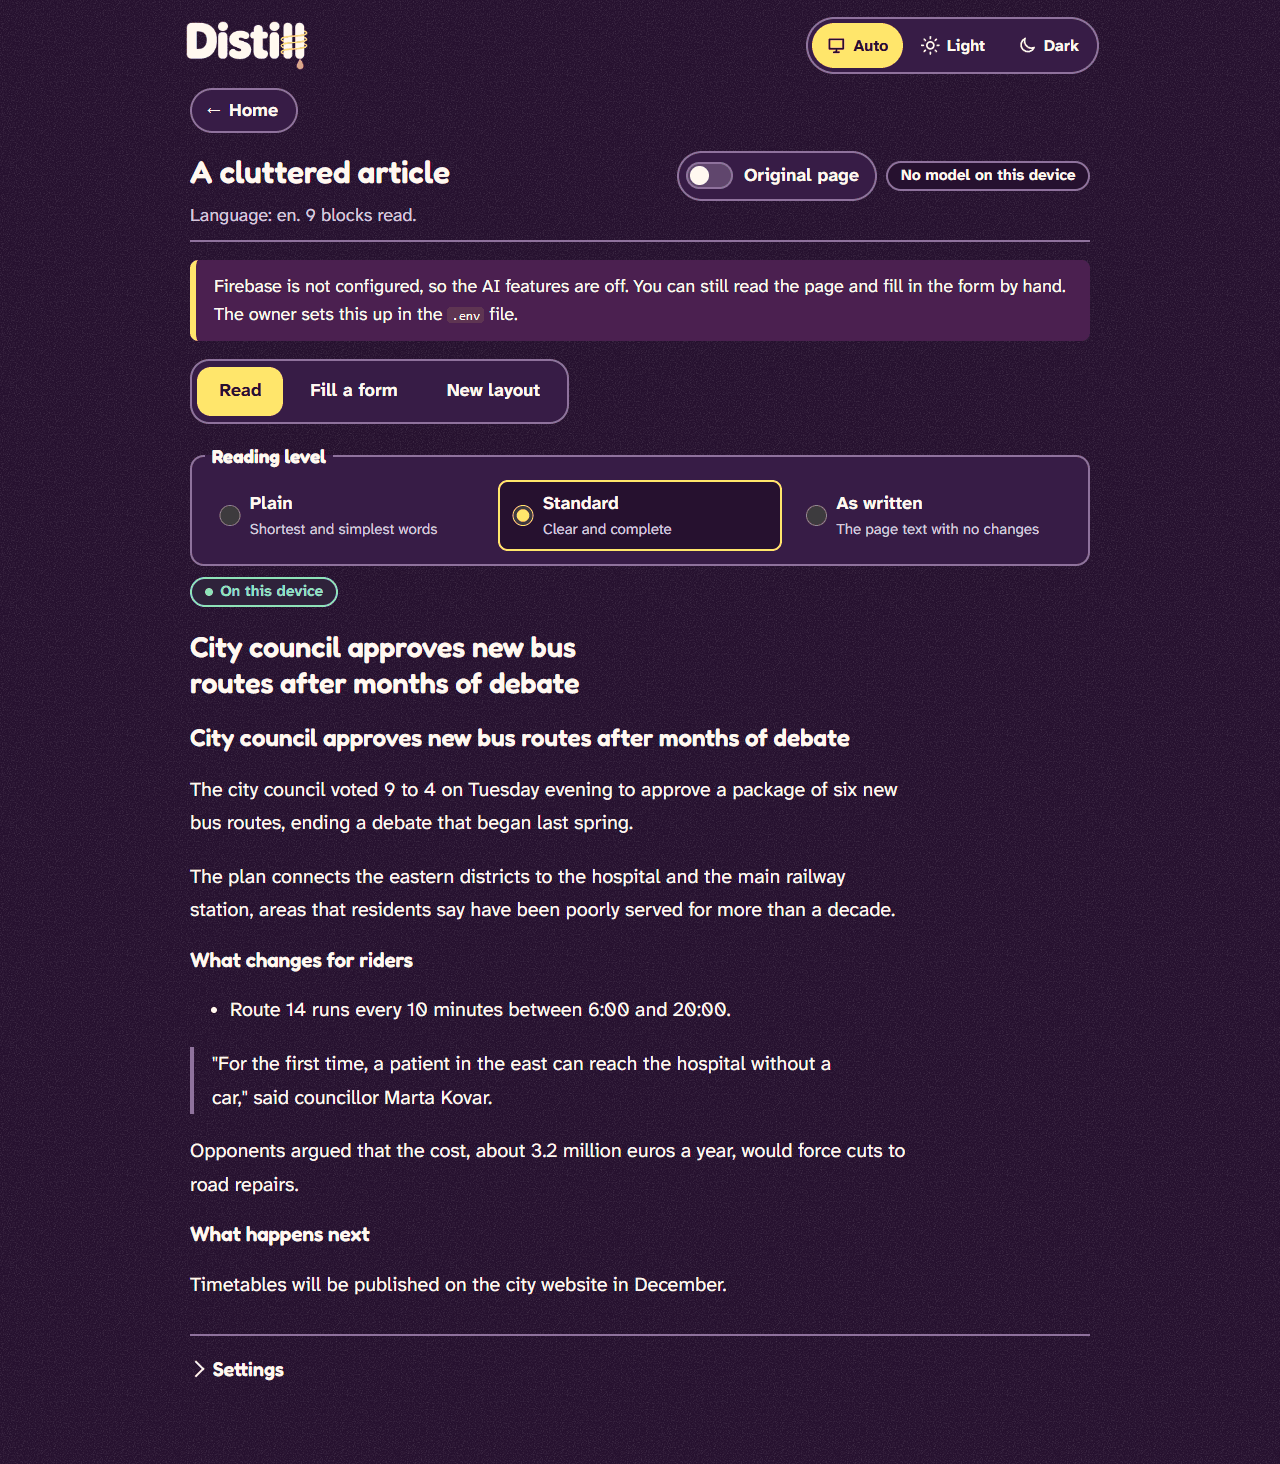 Distill
Auto
Light
Dark
← Home
A cluttered article
Original page
No model on this device
Language: en. 9 blocks read.
Firebase is not configured, so the AI features are off. You can still read the page and fill in the form by hand.
The owner sets this up in the .env file.
Read
Fill a form
New layout
Reading level
Plain
Shortest and simplest words
Standard
Clear and complete
As written
The page text with no changes
On this device
City council approves new bus
routes after months of debate
City council approves new bus routes after months of debate
The city council voted 9 to 4 on Tuesday evening to approve a package of six new
bus routes, ending a debate that began last spring.
The plan connects the eastern districts to the hospital and the main railway
station, areas that residents say have been poorly served for more than a decade.
What changes for riders
• Route 14 runs every 10 minutes between 6:00 and 20:00.
"For the first time, a patient in the east can reach the hospital without a
car," said councillor Marta Kovar.
Opponents argued that the cost, about 3.2 million euros a year, would force cuts to
road repairs.
What happens next
Timetables will be published on the city website in December.
Settings